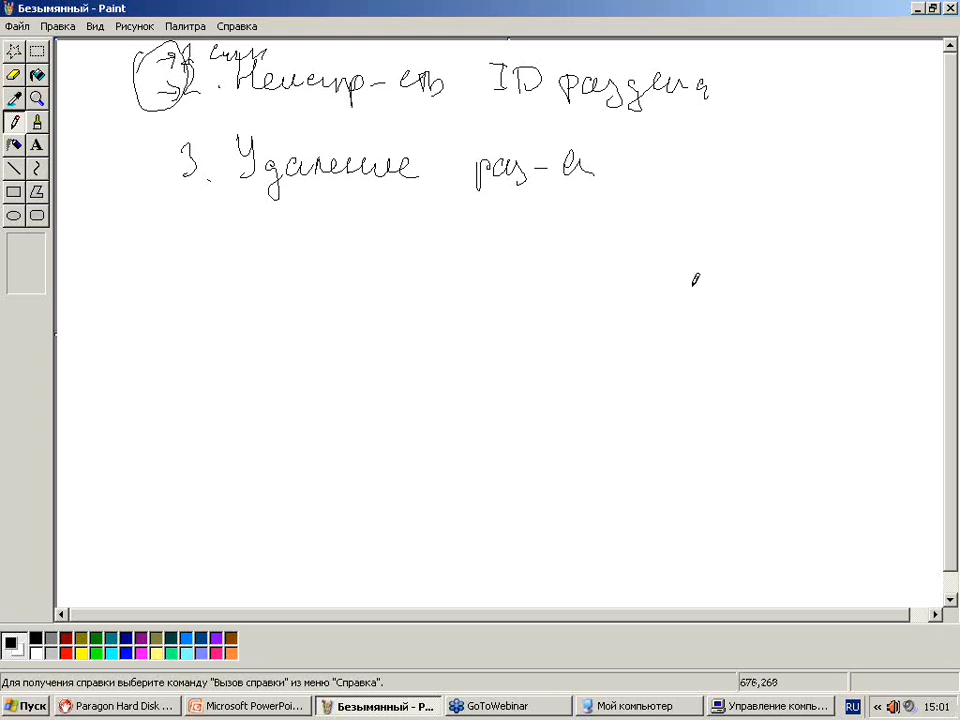 Безымянный - Paint
Файл Правка Вид Рисунок Палитра Справка
2. Неиспр-сть ID раздела
3. Удаление раз-а
Для получения справки выберите команду "Вызов справки" из меню "Справка".
676,268
Пуск
Paragon Hard Disk ...
Microsoft PowerPo...
Безымянный - P...
GoToWebinar
Мой компьютер
Управление компь...
RU
15:01